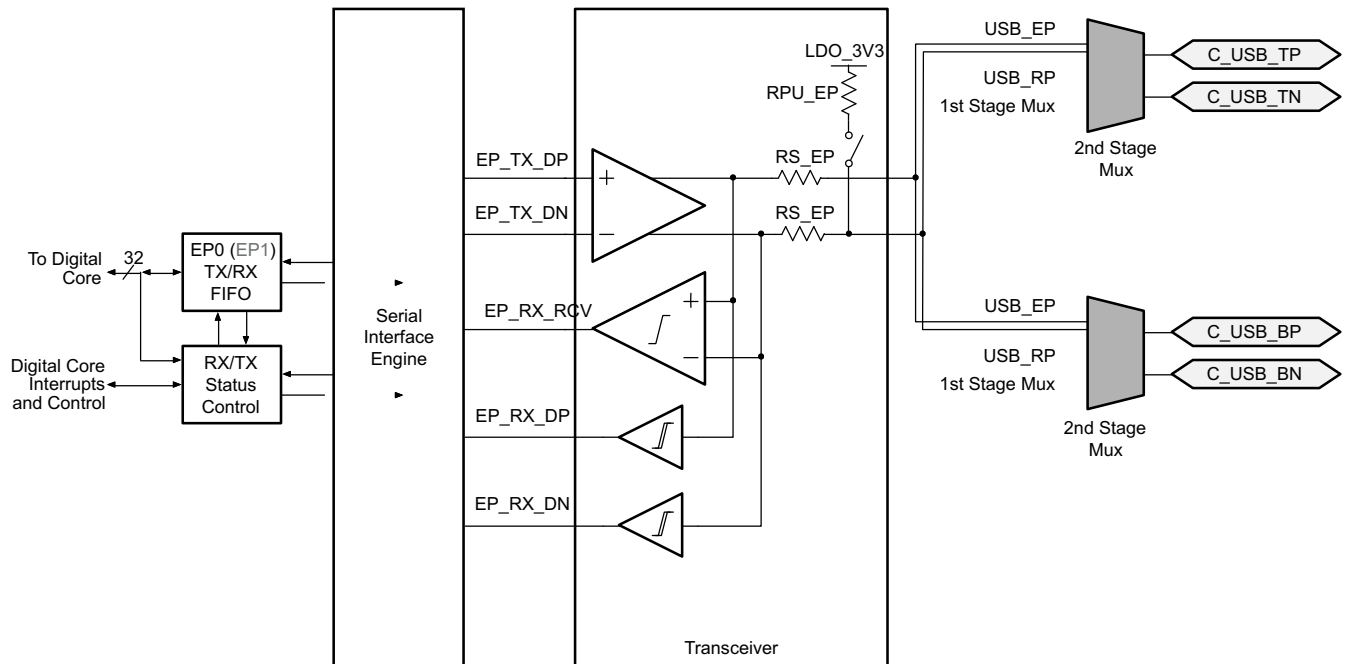 To Digital
Core
32
EP0 (EP1)
TX/RX
FIFO
Digital Core
Interrupts
and Control
RX/TX
Status
Control
Serial
Interface
Engine
EP_TX_DP
EP_TX_DN
EP_RX_RCV
EP_RX_DP
EP_RX_DN
+
−
+
−
LDO_3V3
RPU_EP
RS_EP
RS_EP
Transceiver
USB_EP
USB_RP
1st Stage Mux
2nd Stage
Mux
C_USB_TP
C_USB_TN
USB_EP
USB_RP
1st Stage Mux
2nd Stage
Mux
C_USB_BP
C_USB_BN